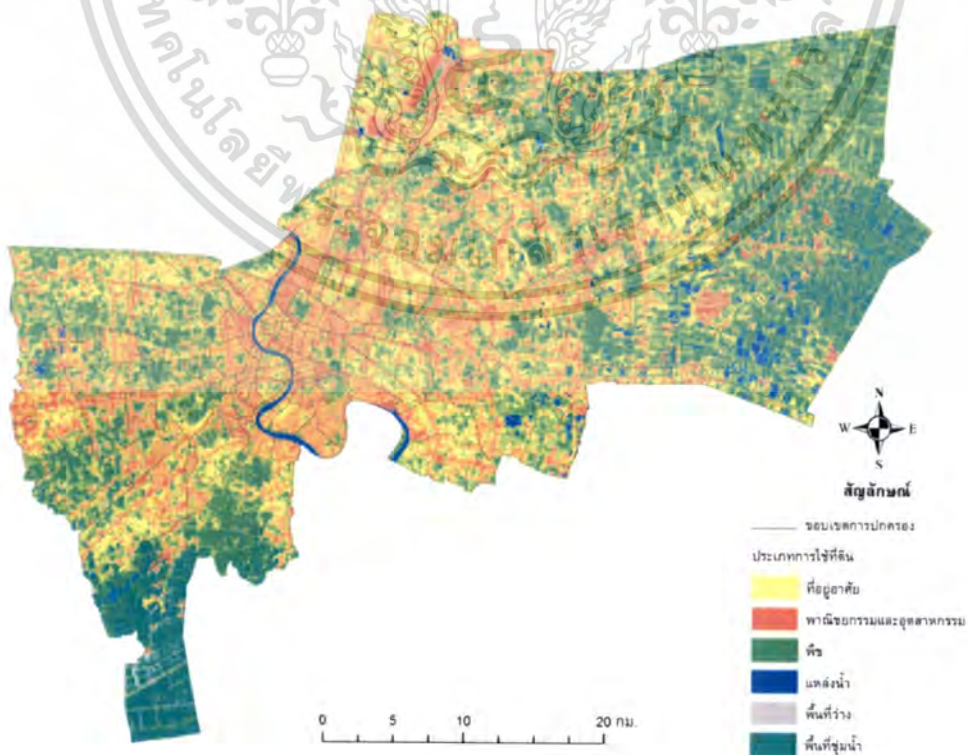 N
W E
S
สัญลักษณ์
ขอบเขตการปกครอง
ประเภทการใช้ที่ดิน
ที่อยู่อาศัย
พาณิชยกรรมและอุตสาหกรรม
พืช
แหล่งน้ำ
พื้นที่ว่าง
พื้นที่ชุ่มน้ำ
0 5 10 20 กม.